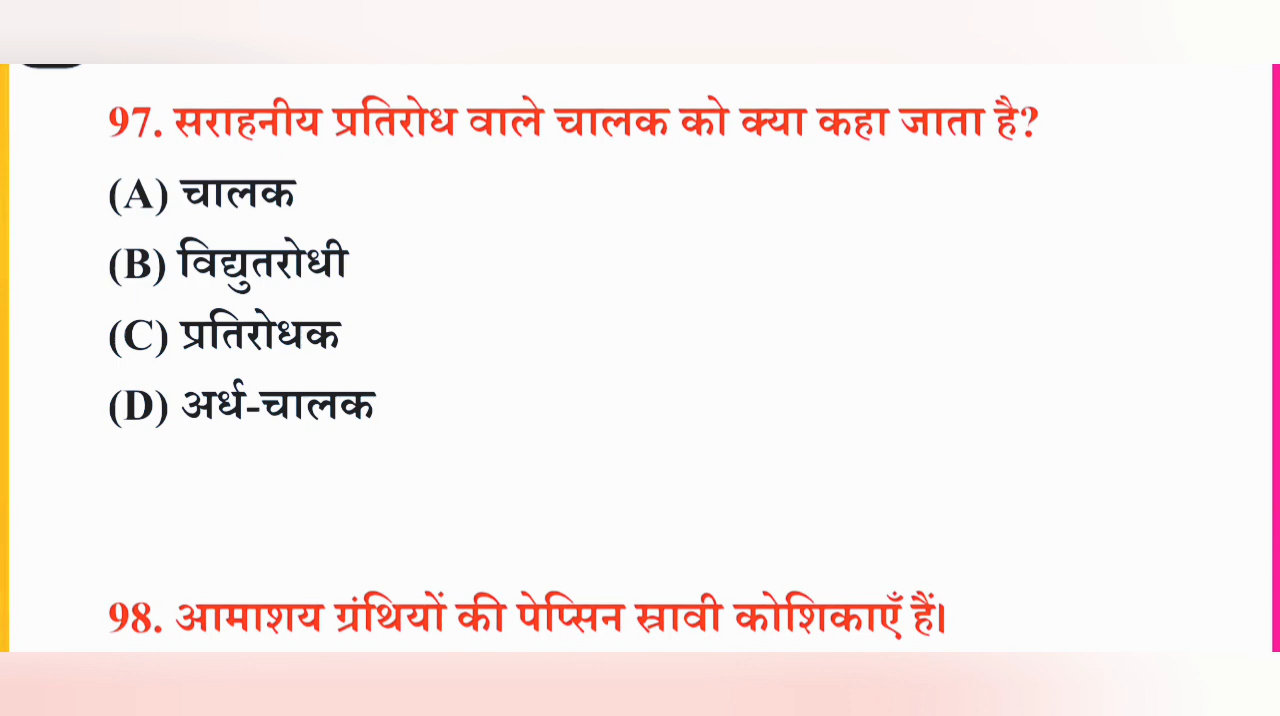 97. सराहनीय प्रतिरोध वाले चालक को क्या कहा जाता है?
(A) चालक
(B) विद्युतरोधी
(C) प्रतिरोधक
(D) अर्ध-चालक
98. आमाशय ग्रंथियों की पेप्सिन स्रावी कोशिकाएँ हैं।